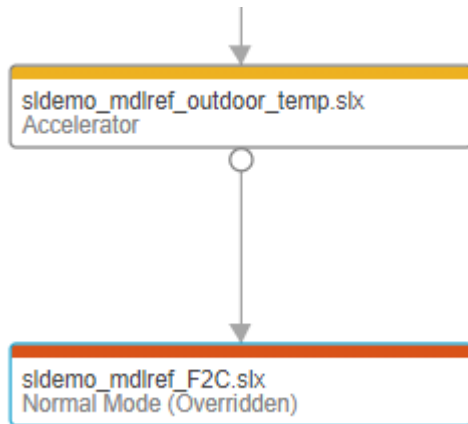 sldemo_mdlref_outdoor_temp.slx
Accelerator
sldemo_mdlref_F2C.slx
Normal Mode (Overridden)